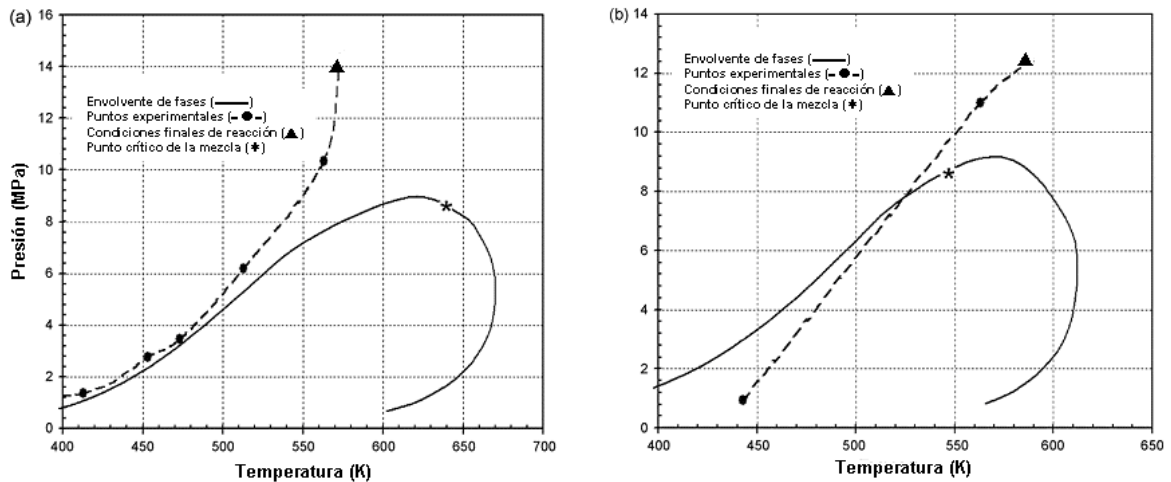 (a)
16
14
12
10
8
6
4
2
0
Presión (MPa)
Envolvente de fases (——)
Puntos experimentales (–●–)
Condiciones finales de reacción (▲)
Punto crítico de la mezcla (*)
400
450
500
550
600
650
700
Temperatura (K)
(b)
14
12
10
8
6
4
2
0
Envolvente de fases (——)
Puntos experimentales (–●–)
Condiciones finales de reacción (▲)
Punto crítico de la mezcla (*)
400
450
500
550
600
650
Temperatura (K)